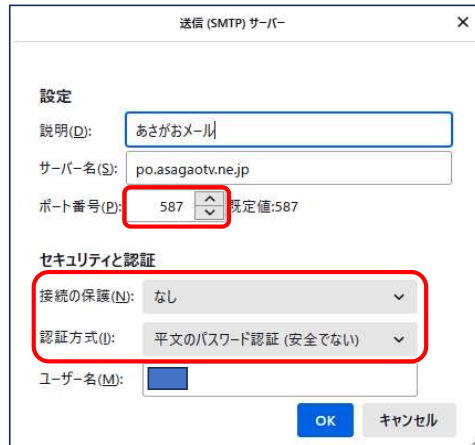 送信 (SMTP) サーバー
設定
説明(D): あさがおメール
サーバー名(S): po.asagaotv.ne.jp
ポート番号(P): 587 既定値:587
セキュリティと認証
接続の保護(N): なし
認証方式(I): 平文のパスワード認証 (安全でない)
ユーザー名(M):
OK キャンセル